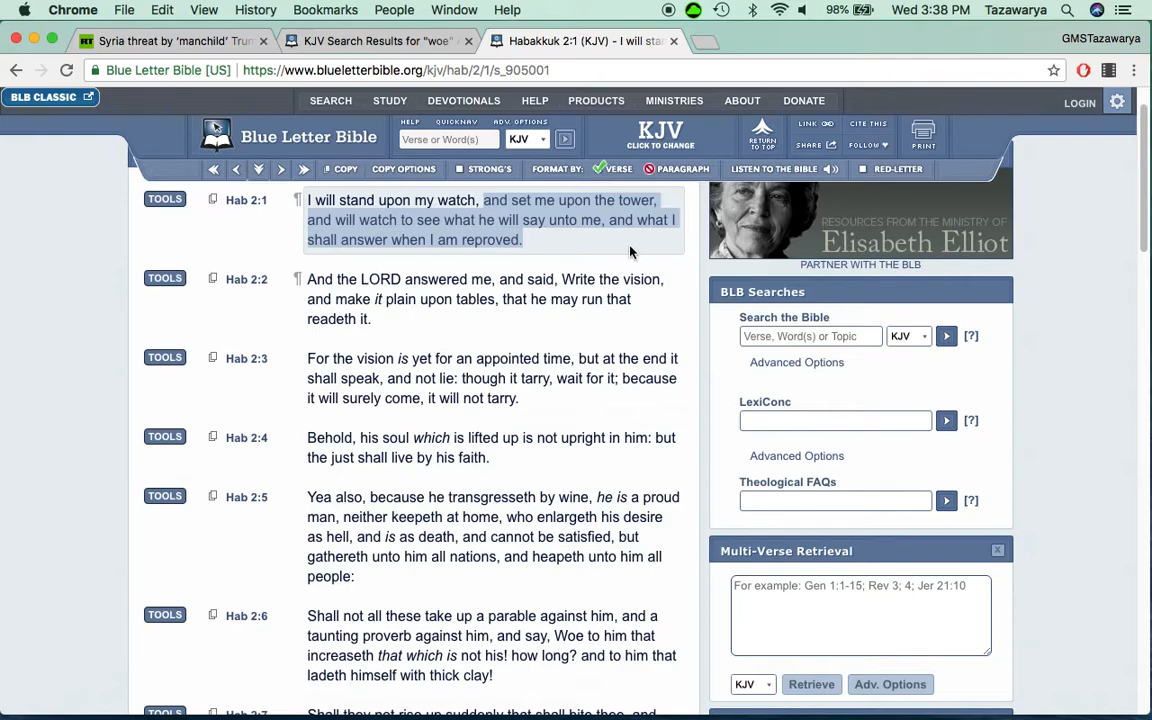 Chrome File Edit View History Bookmarks People Window Help 98% Wed 3:38 PM Tazawarya
RT Syria threat by 'manchild' Trum KJV Search Results for "woe" Habakkuk 2:1 (KJV) - I will star GMSTazawarya
Blue Letter Bible [US] https://www.blueletterbible.org/kjv/hab/2/1/s_905001
BLB CLASSIC SEARCH STUDY DEVOTIONALS HELP PRODUCTS MINISTRIES ABOUT DONATE LOGIN
Blue Letter Bible HELP QUICKNAV ADV. OPTIONS Verse or Word(s) KJV KJV CLICK TO CHANGE RETURN TO TOP LINK CITE THIS SHARE FOLLOW PRINT
COPY COPY OPTIONS STRONG'S FORMAT BY: VERSE PARAGRAPH LISTEN TO THE BIBLE RED-LETTER
TOOLS Hab 2:1 ¶ I will stand upon my watch, and set me upon the tower,
and will watch to see what he will say unto me, and what I
shall answer when I am reproved.
TOOLS Hab 2:2 ¶ And the LORD answered me, and said, Write the vision,
and make it plain upon tables, that he may run that
readeth it.
TOOLS Hab 2:3 For the vision is yet for an appointed time, but at the end it
shall speak, and not lie: though it tarry, wait for it; because
it will surely come, it will not tarry.
TOOLS Hab 2:4 Behold, his soul which is lifted up is not upright in him: but
the just shall live by his faith.
TOOLS Hab 2:5 Yea also, because he transgresseth by wine, he is a proud
man, neither keepeth at home, who enlargeth his desire
as hell, and is as death, and cannot be satisfied, but
gathereth unto him all nations, and heapeth unto him all
people:
TOOLS Hab 2:6 Shall not all these take up a parable against him, and a
taunting proverb against him, and say, Woe to him that
increaseth that which is not his! how long? and to him that
ladeth himself with thick clay!
TOOLS Hab 2:7 Shall they not rise up suddenly that shall bite thee, and
RESOURCES FROM THE MINISTRY OF
Elisabeth Elliot
PARTNER WITH THE BLB
BLB Searches
Search the Bible
Verse, Word(s) or Topic KJV [?]
Advanced Options
LexiConc
[?]
Advanced Options
Theological FAQs
[?]
Multi-Verse Retrieval x
For example: Gen 1:1-15; Rev 3; 4; Jer 21:10
KJV Retrieve Adv. Options